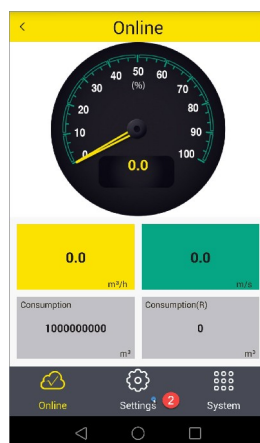 < Online
0
10
20
30
40
50
60
70
80
90
100
(%)
0.0
0.0
m³/h
0.0
m/s
Consumption
1000000000
m³
Consumption(R)
0
m³
Online
Settings
2
System